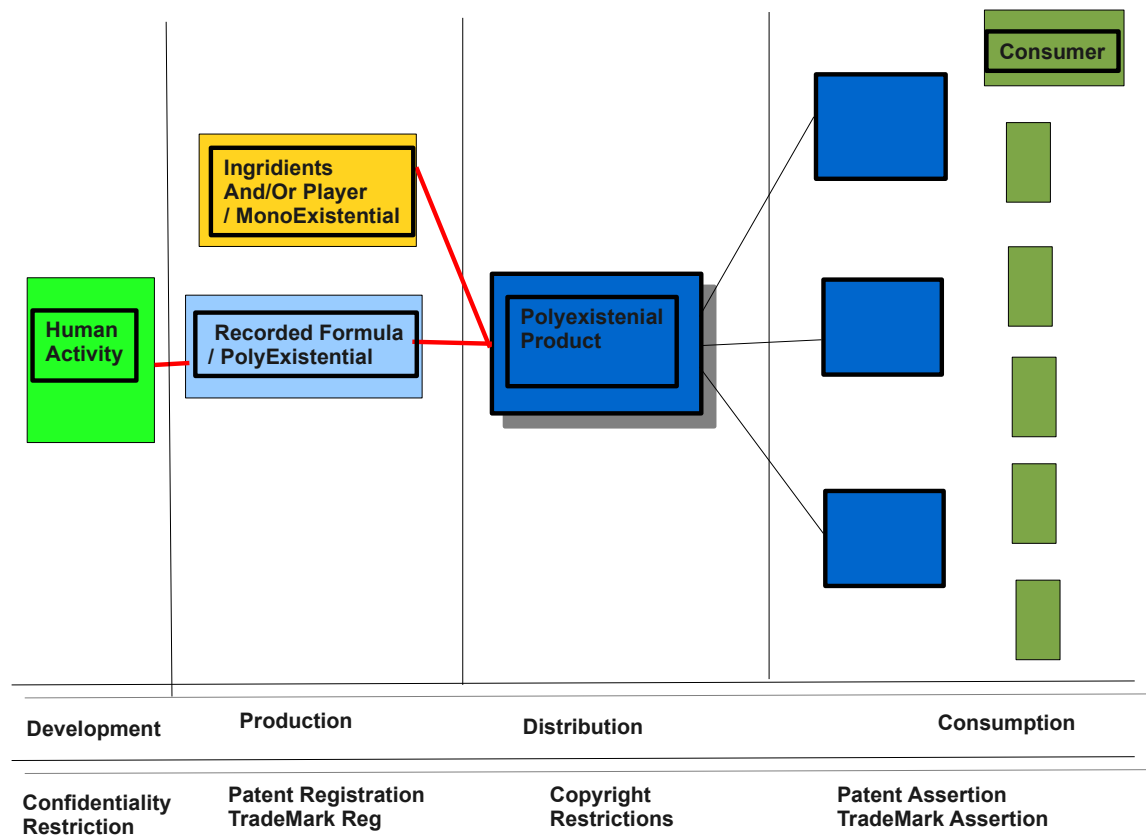 Consumer
Ingridients
And/Or Player
/ MonoExistential
Human
Activity
Recorded Formula
/ PolyExistential
Polyexistenial
Product
Development
Production
Distribution
Consumption
Confidentiality
Restriction
Patent Registration
TradeMark Reg
Copyright
Restrictions
Patent Assertion
TradeMark Assertion